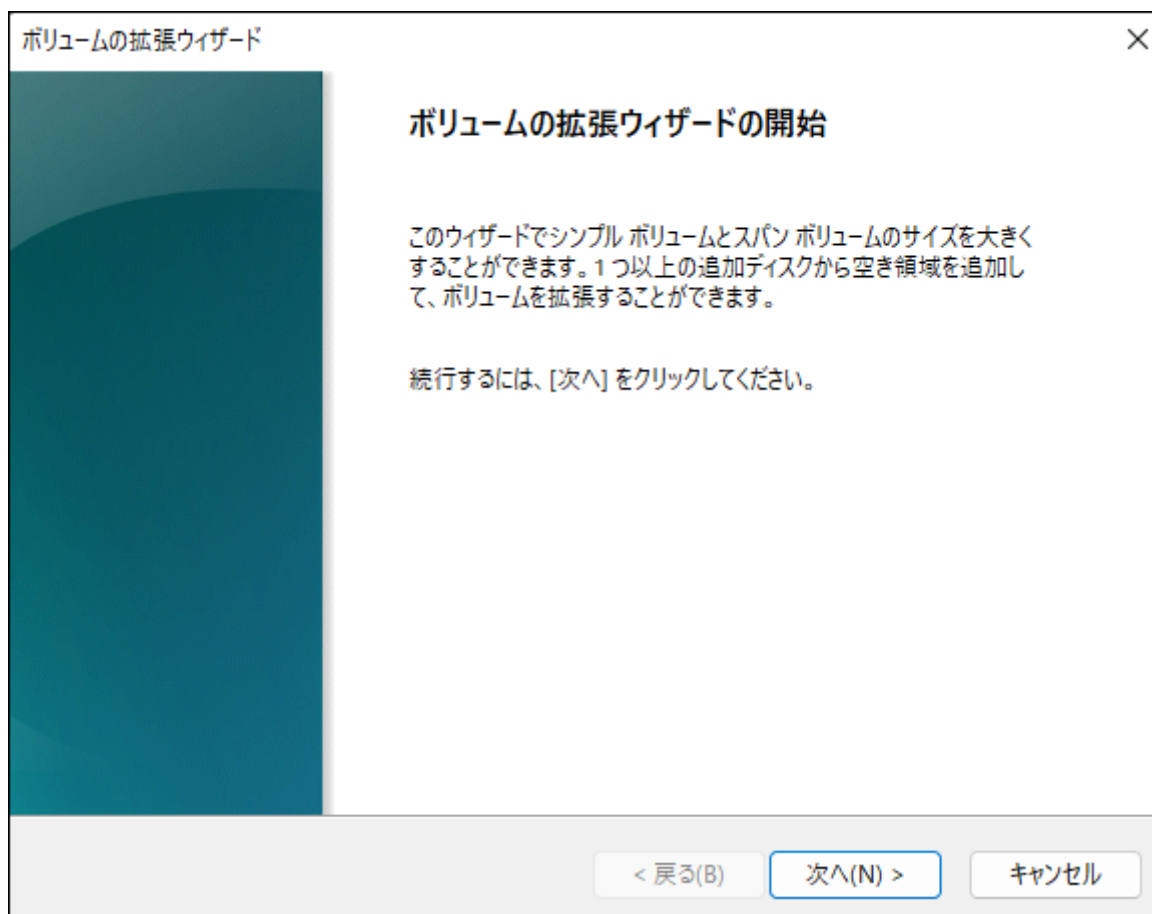 ボリュームの拡張ウィザード
ボリュームの拡張ウィザードの開始
このウィザードでシンプル ボリュームとスパン ボリュームのサイズを大きく
することができます。1 つ以上の追加ディスクから空き領域を追加し
て、ボリュームを拡張することができます。
続行するには、[次へ] をクリックしてください。
< 戻る(B)
次へ(N) >
キャンセル